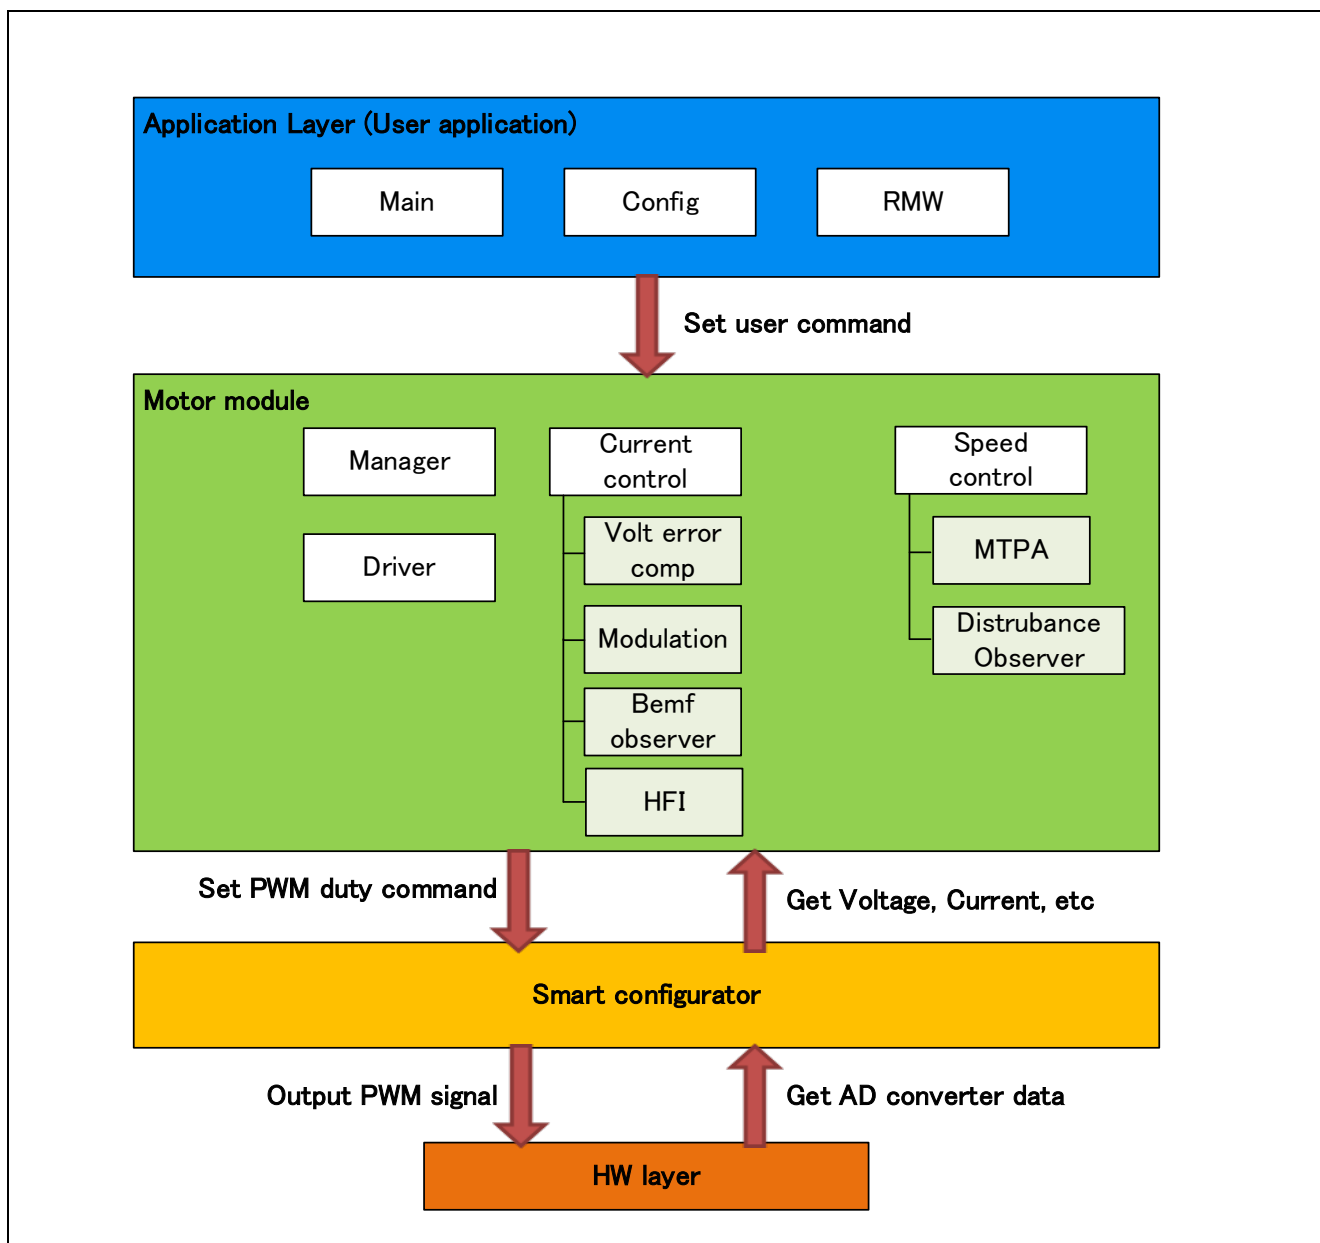 Application Layer (User application)
Main
Config
RMW
Set user command
Motor module
Manager
Driver
Current
control
Volt error
comp
Modulation
Bemf
observer
HFI
Speed
control
MTPA
Distrubance
Observer
Set PWM duty command
Get Voltage, Current, etc
Smart configurator
Output PWM signal
Get AD converter data
HW layer